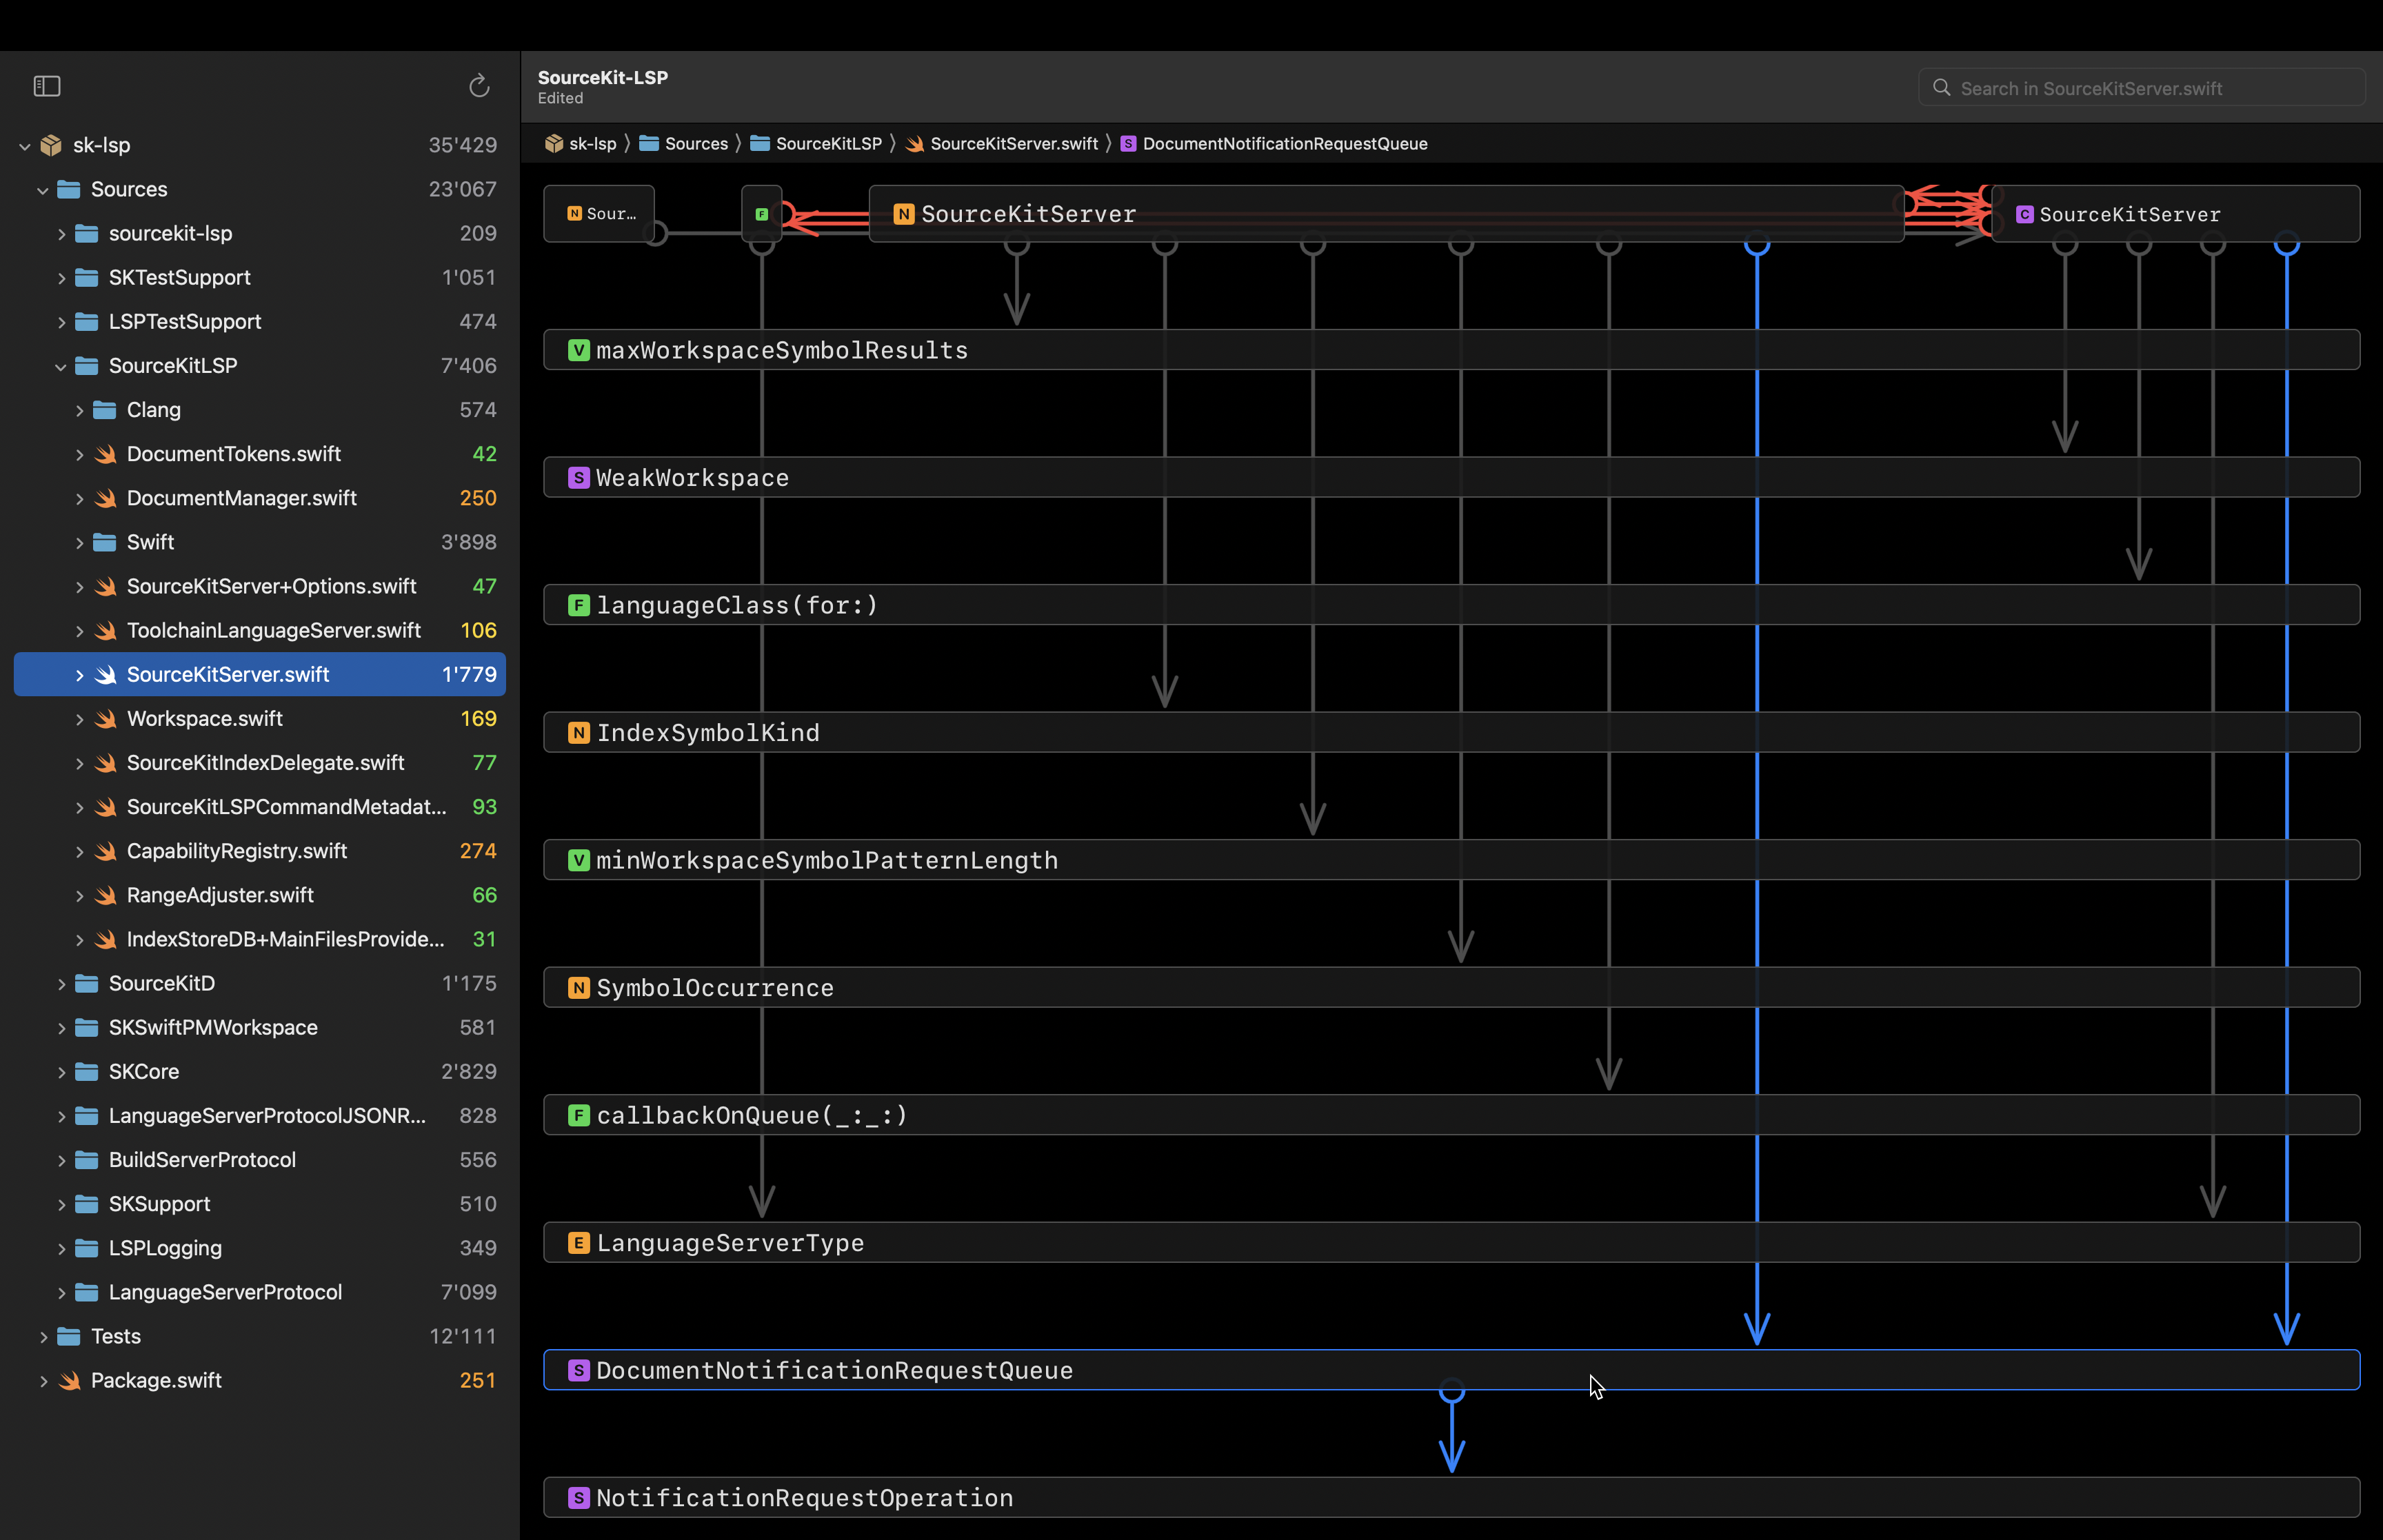 SourceKit-LSP
Edited
Search in SourceKitServer.swift
sk-lsp 35'429
Sources 23'067
sourcekit-lsp 209
SKTestSupport 1'051
LSPTestSupport 474
SourceKitLSP 7'406
Clang 574
DocumentTokens.swift 42
DocumentManager.swift 250
Swift 3'898
SourceKitServer+Options.swift 47
ToolchainLanguageServer.swift 106
SourceKitServer.swift 1'779
Workspace.swift 169
SourceKitIndexDelegate.swift 77
SourceKitLSPCommandMetadat... 93
CapabilityRegistry.swift 274
RangeAdjuster.swift 66
IndexStoreDB+MainFilesProvide... 31
SourceKitD 1'175
SKSwiftPMWorkspace 581
SKCore 2'829
LanguageServerProtocolJSONR... 828
BuildServerProtocol 556
SKSupport 510
LSPLogging 349
LanguageServerProtocol 7'099
Tests 12'111
Package.swift 251
sk-lsp 〉 Sources 〉 SourceKitLSP 〉 SourceKitServer.swift 〉 S DocumentNotificationRequestQueue
N Sour... F N SourceKitServer C SourceKitServer
V maxWorkspaceSymbolResults
S WeakWorkspace
F languageClass(for:)
N IndexSymbolKind
V minWorkspaceSymbolPatternLength
N SymbolOccurrence
F callbackOnQueue(_:_:)
E LanguageServerType
S DocumentNotificationRequestQueue
S NotificationRequestOperation